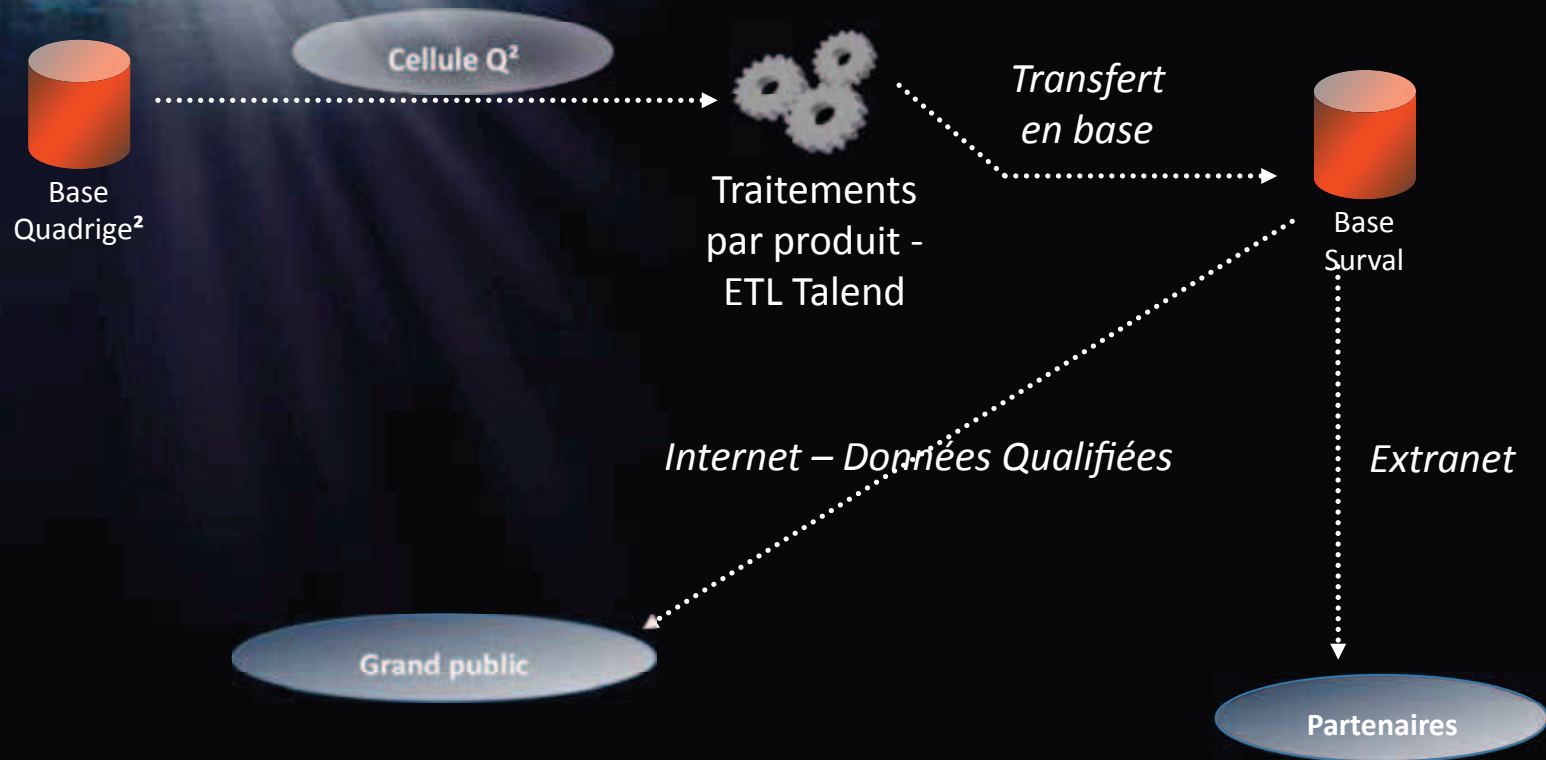 Cellule Q²
Base
Quadrige²
Traitements
par produit -
ETL Talend
Transfert
en base
Base
Surval
Internet – Données Qualifiées
Extranet
Grand public
Partenaires